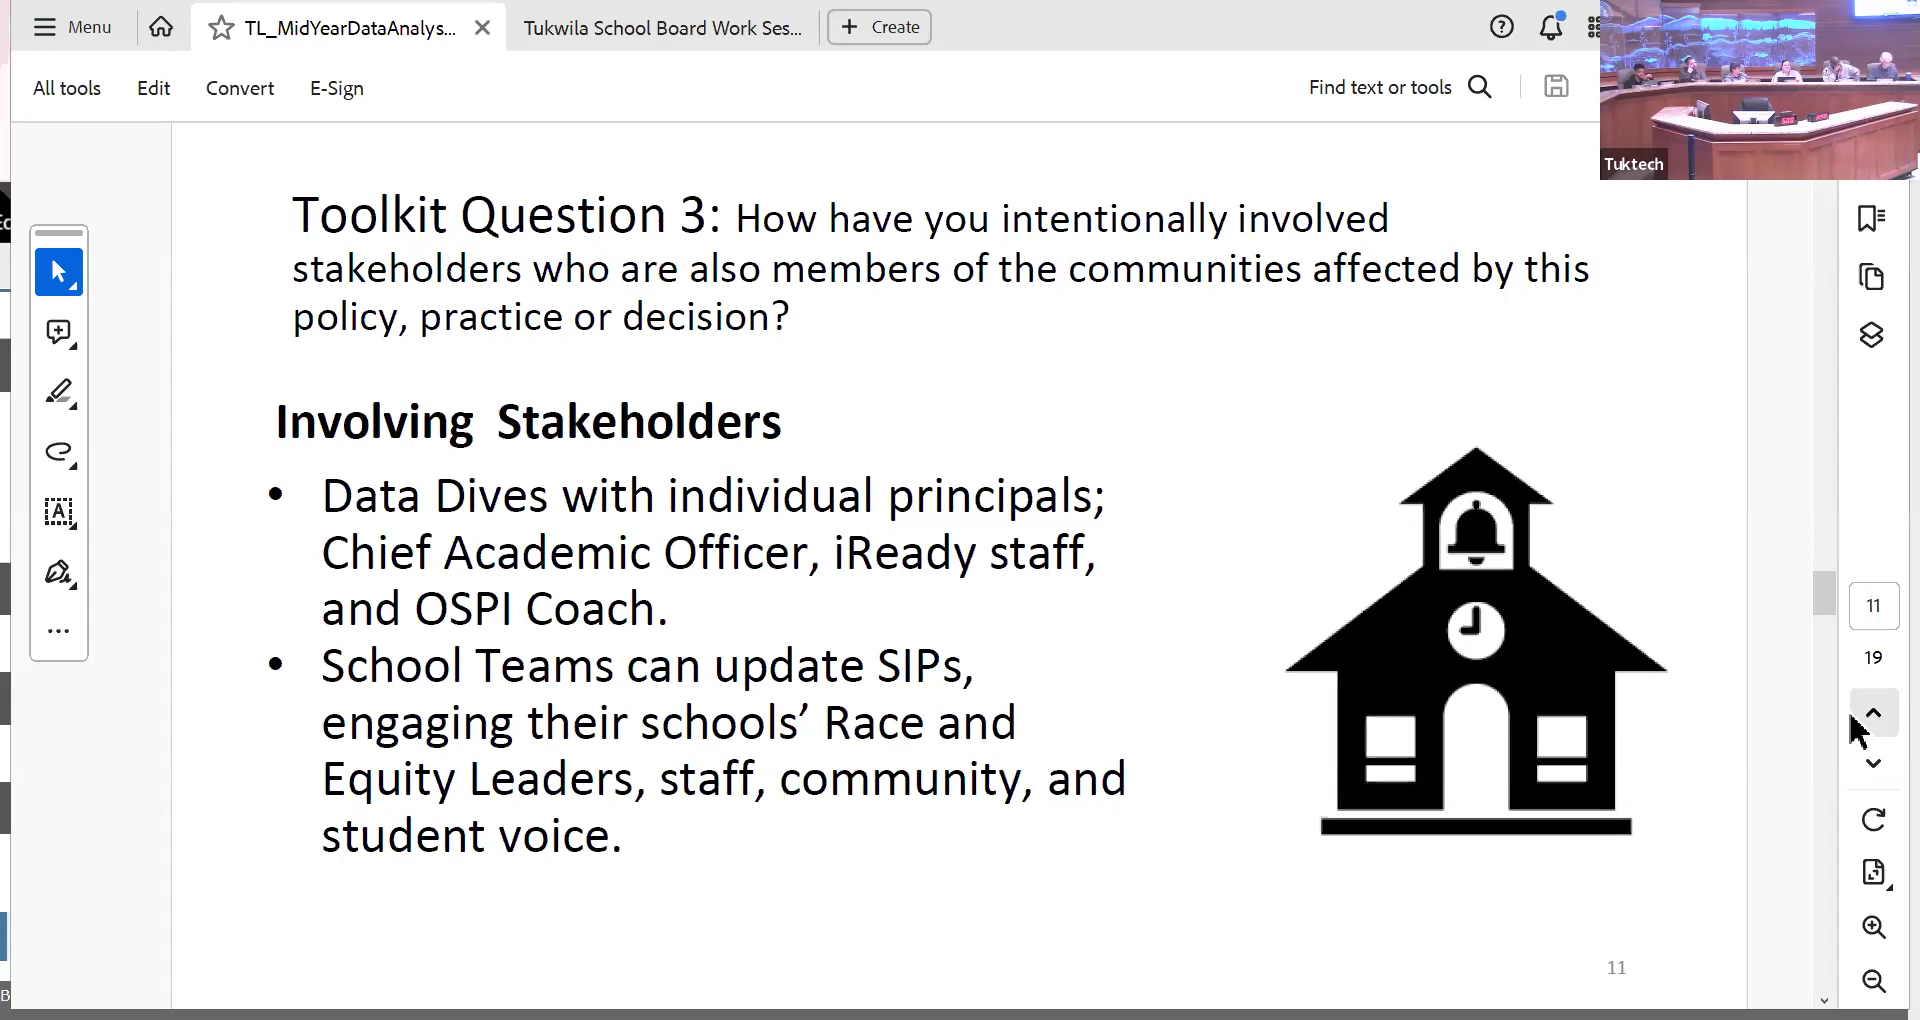 Menu
TL_MidYearDataAnalys...
Tukwila School Board Work Ses...
Create
All tools
Edit
Convert
E-Sign
Find text or tools
Tuktech
Toolkit Question 3: How have you intentionally involved
stakeholders who are also members of the communities affected by this
policy, practice or decision?
Involving Stakeholders
• Data Dives with individual principals;
Chief Academic Officer, iReady staff,
and OSPI Coach.
• School Teams can update SIPs,
engaging their schools’ Race and
Equity Leaders, staff, community, and
student voice.
11
11
19